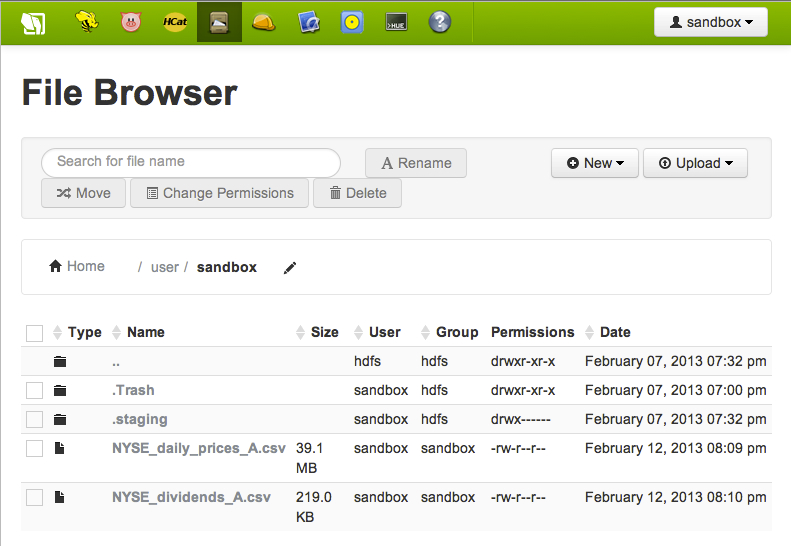 HCat HUE ? sandbox
File Browser
Search for file name Rename New Upload
Move Change Permissions Delete
Home / user / sandbox
Type Name Size User Group Permissions Date
.. hdfs hdfs drwxr-xr-x February 07, 2013 07:32 pm
.Trash sandbox hdfs drwxr-xr-x February 07, 2013 07:00 pm
.staging sandbox hdfs drwx------ February 07, 2013 07:32 pm
NYSE_daily_prices_A.csv 39.1 sandbox sandbox -rw-r--r-- February 12, 2013 08:09 pm
MB
NYSE_dividends_A.csv 219.0 sandbox sandbox -rw-r--r-- February 12, 2013 08:10 pm
KB